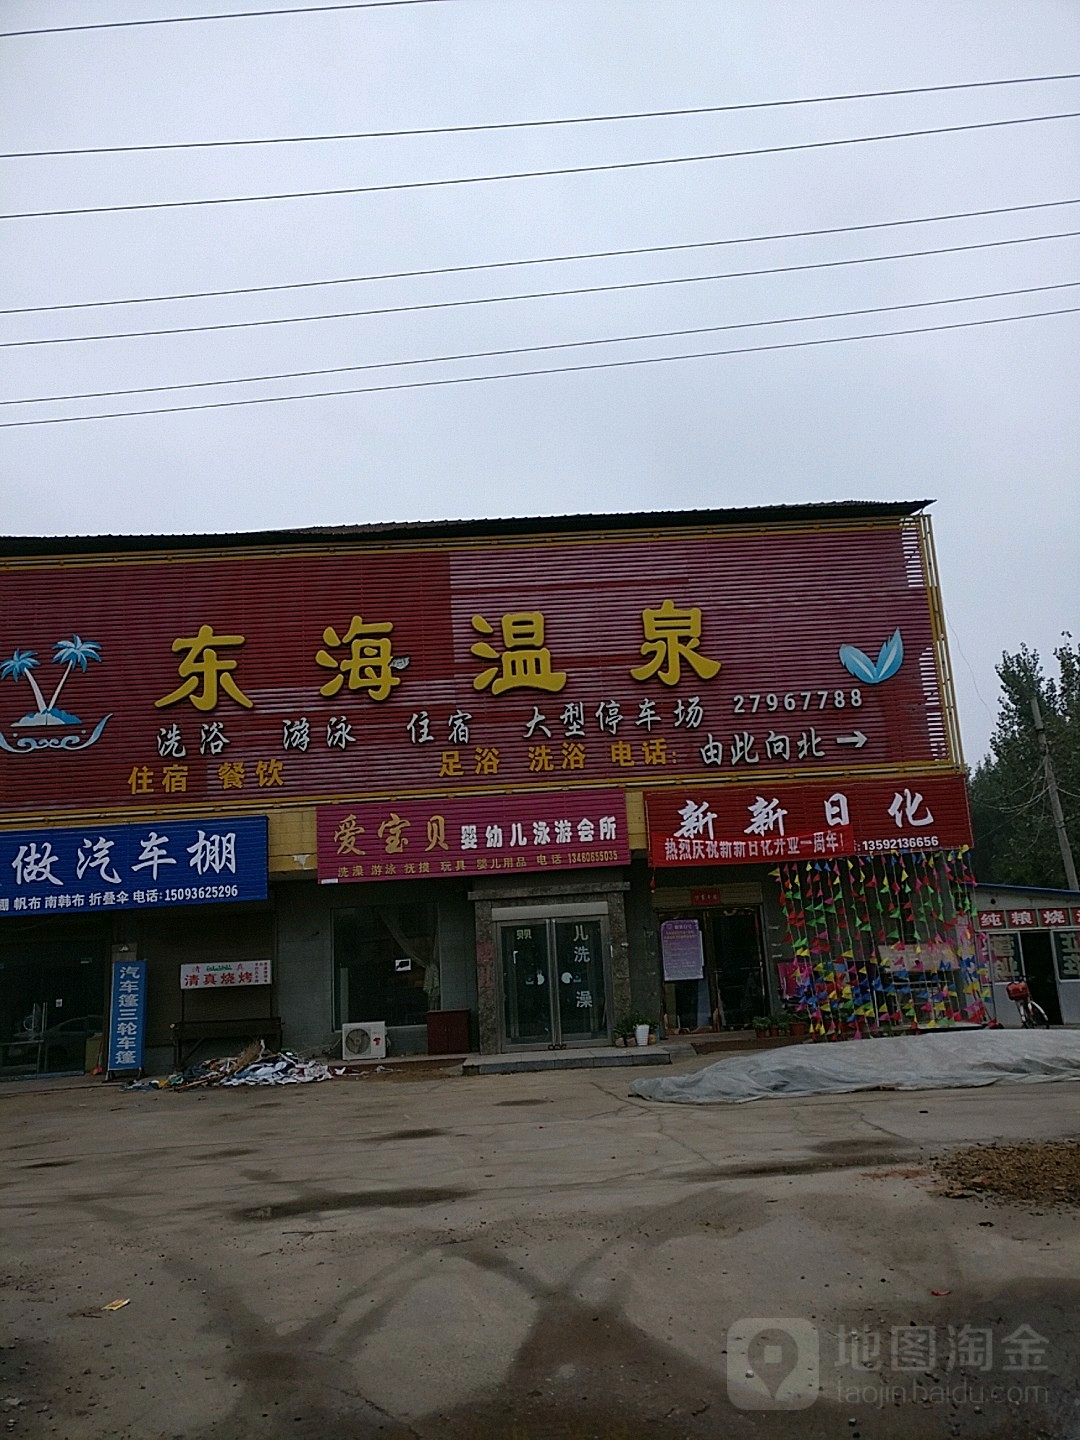 东海温泉
洗浴 游泳 住宿 大型停车场 27967788
住宿 餐饮 足浴 洗浴 电话: 由此向北→
做汽车棚
棚 帆布 南韩布 折叠伞 电话:15093625296
爱宝贝 婴幼儿泳游会所
洗澡 游泳 抚摸 玩具 婴儿用品 电话 13460655035
新新日化
热烈庆祝新新日化开业一周年!
:13592136656
汽车篷三轮车篷
清真烧烤
儿洗澡
纯粮烧
地图淘金
taojin.baidu.com